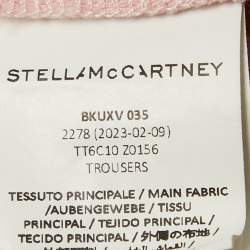 STELLAMcCARTNEY
BKUXV 035
2278 (2023-02-09)
TT6C10 Z0156
TROUSERS
TESSUTO PRINCIPALE / MAIN FABRIC
/AUBENGEWEBE / TISSU
PRINCIPAL / TEJIDO PRINCIPAL /
TECIDO PRINCIPAL / 外側の布地